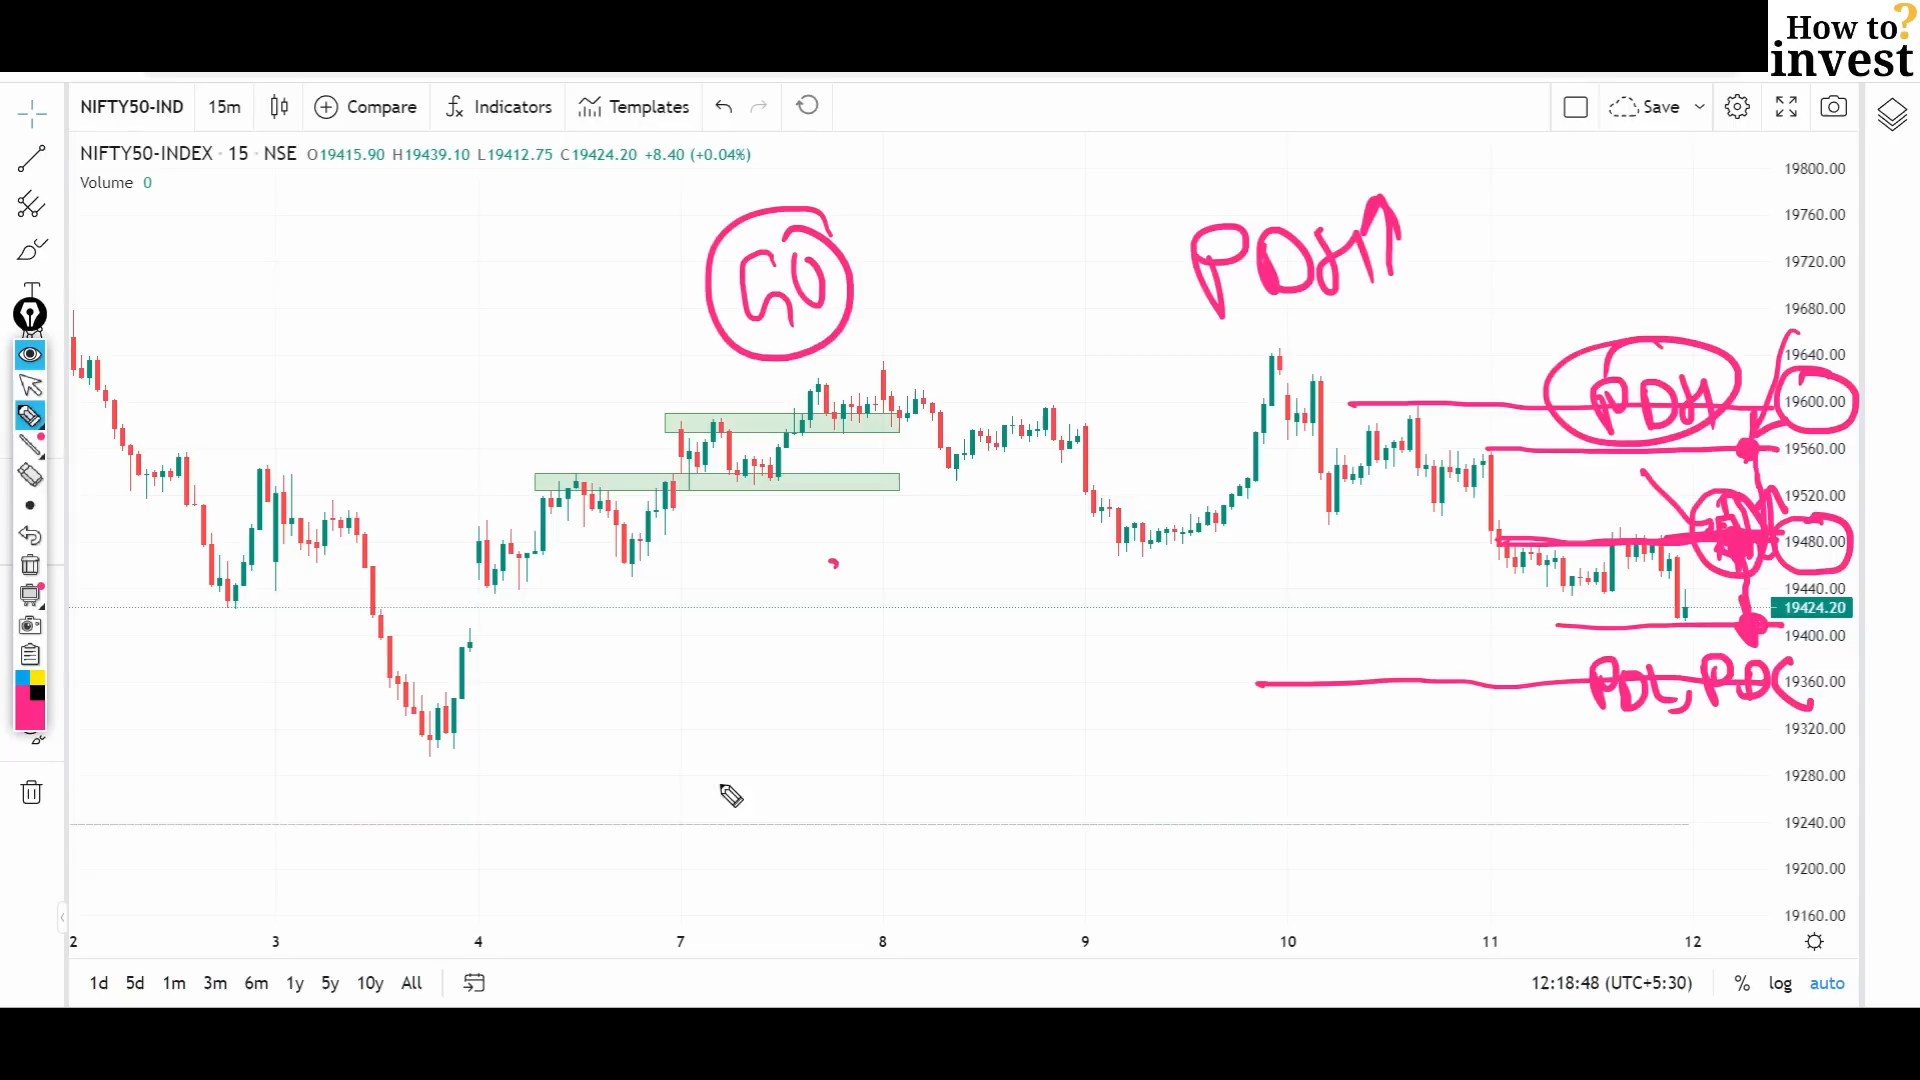 How to?
invest
NIFTY50-IND 15m Compare Indicators Templates Save
NIFTY50-INDEX · 15 · NSE O19415.90 H19439.10 L19412.75 C19424.20 +8.40 (+0.04%)
Volume 0
19800.00
19760.00
19720.00
19680.00
19640.00
19600.00
19560.00
19520.00
19480.00
19440.00
19424.20
19400.00
19360.00
19320.00
19280.00
19240.00
19200.00
19160.00
PDH↑
PDH
PDL, PDC
2 3 4 7 8 9 10 11 12
1d 5d 1m 3m 6m 1y 5y 10y All 12:18:48 (UTC+5:30) % log auto